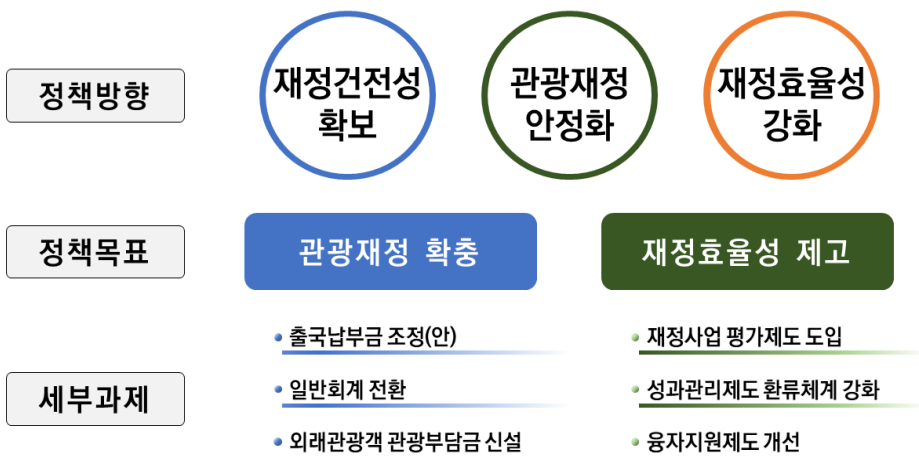 정책방향
재정건전성
확보
관광재정
안정화
재정효율성
강화
정책목표
관광재정 확충
재정효율성 제고
세부과제
출국납부금 조정(안)
일반회계 전환
외래관광객 관광부담금 신설
재정사업 평가제도 도입
성과관리제도 환류체계 강화
융자지원제도 개선